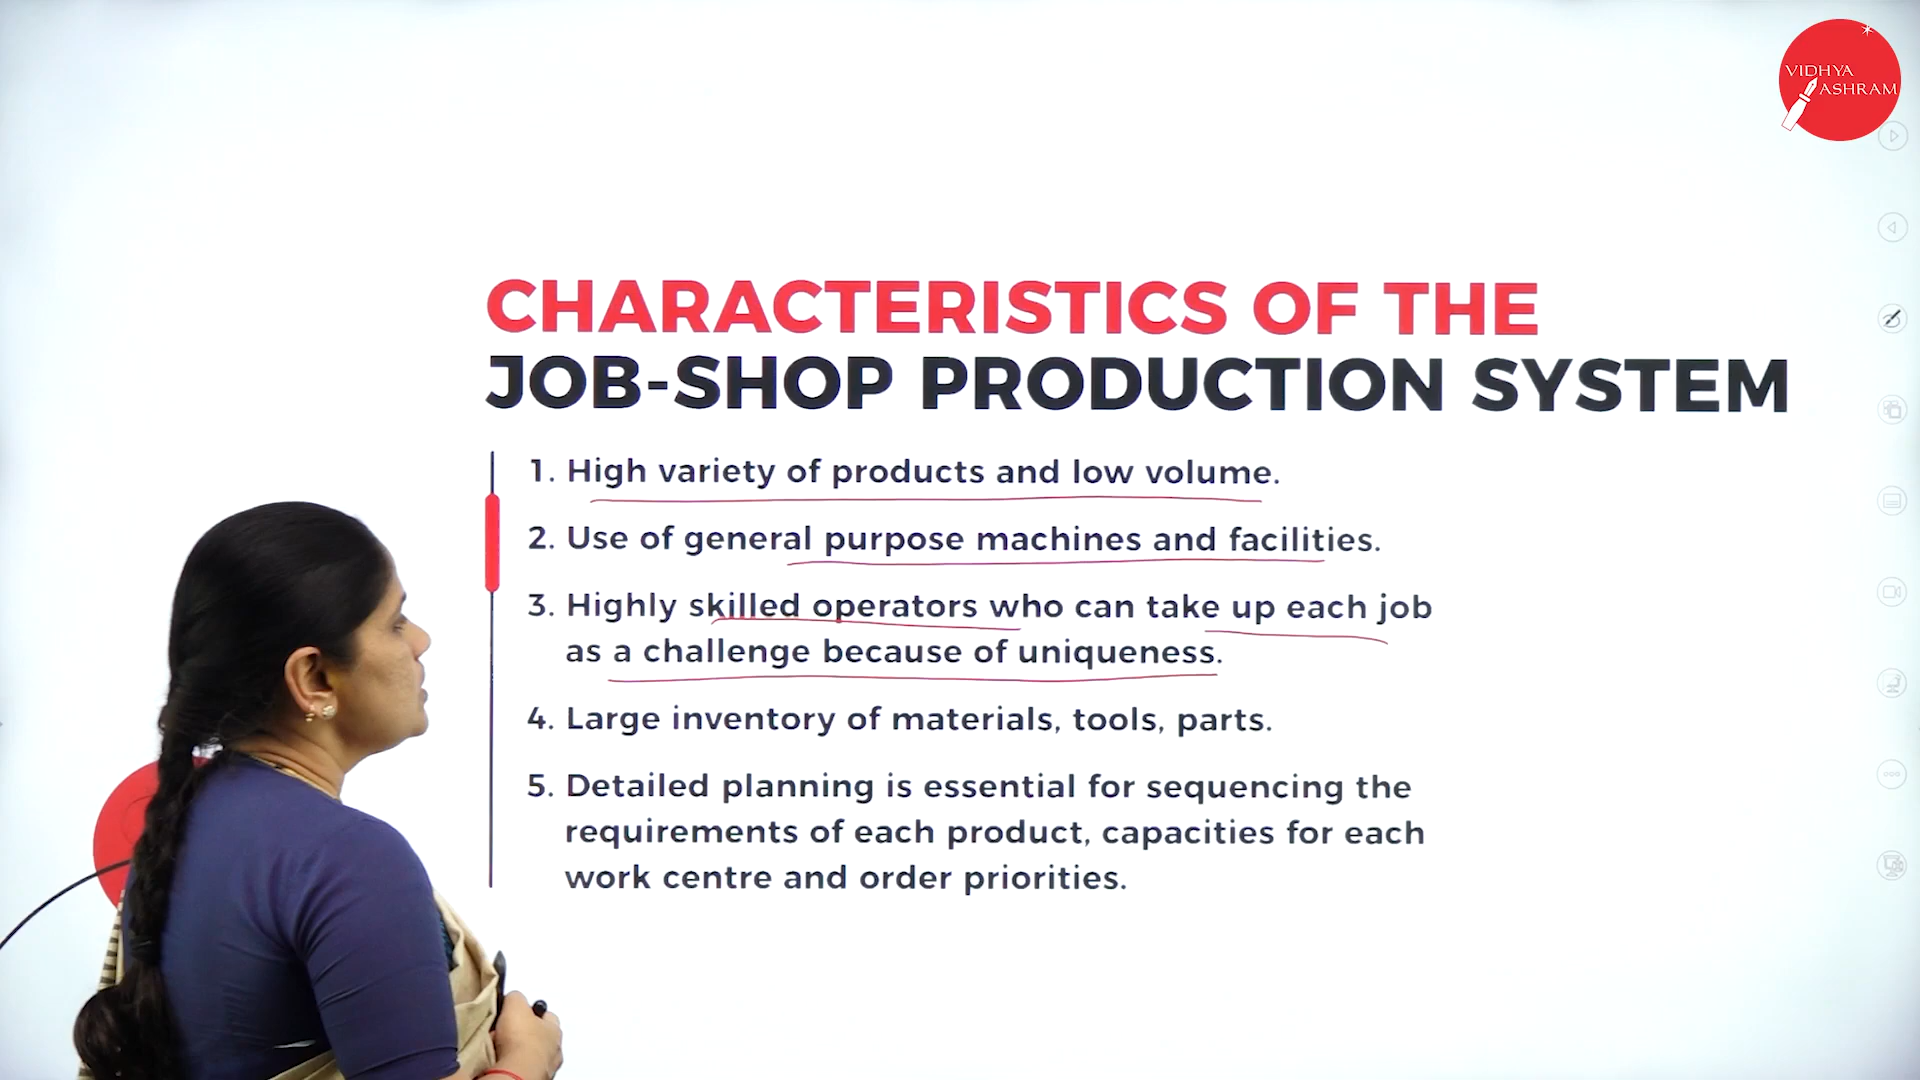 VIDHYA
ASHRAM
CHARACTERISTICS OF THE
JOB-SHOP PRODUCTION SYSTEM
1. High variety of products and low volume.
2. Use of general purpose machines and facilities.
3. Highly skilled operators who can take up each job
as a challenge because of uniqueness.
4. Large inventory of materials, tools, parts.
5. Detailed planning is essential for sequencing the
requirements of each product, capacities for each
work centre and order priorities.